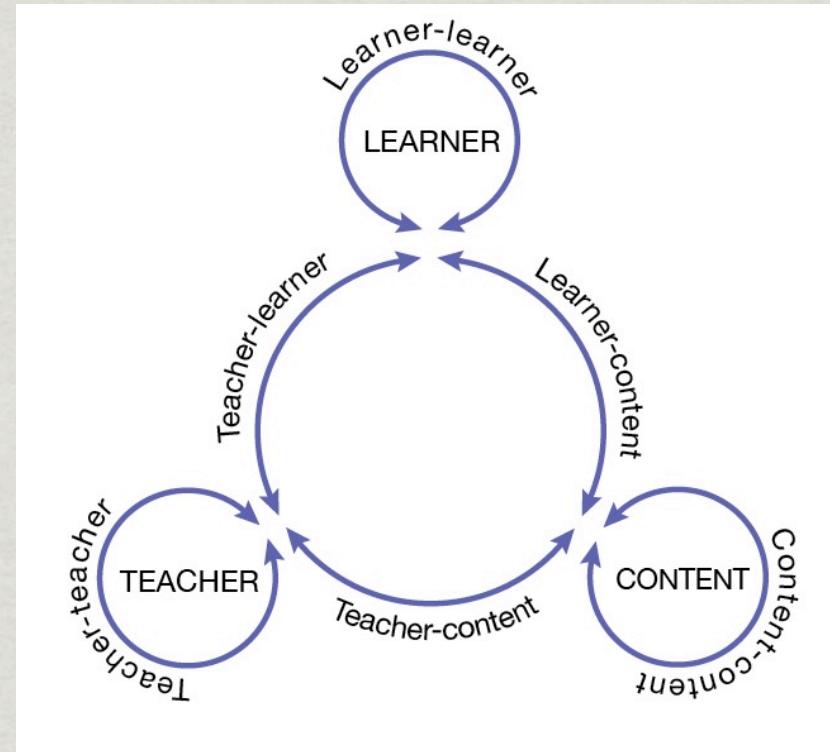 Learner-learner
LEARNER
Teacher-learner
Learner-content
Teacher-teacher
TEACHER
Teacher-content
CONTENT
Content-content